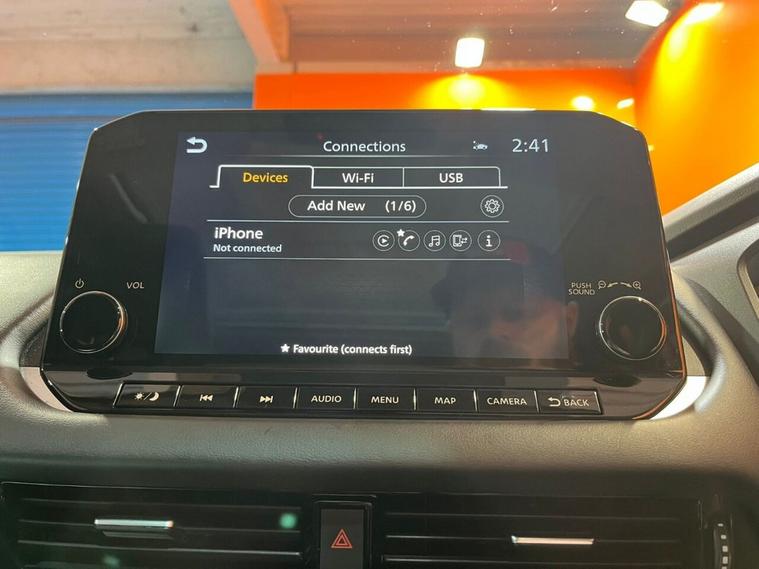 Connections
2:41
Devices
Wi-Fi
USB
Add New (1/6)
iPhone
Not connected
★ Favourite (connects first)
VOL
PUSH
SOUND
AUDIO
MENU
MAP
CAMERA
BACK